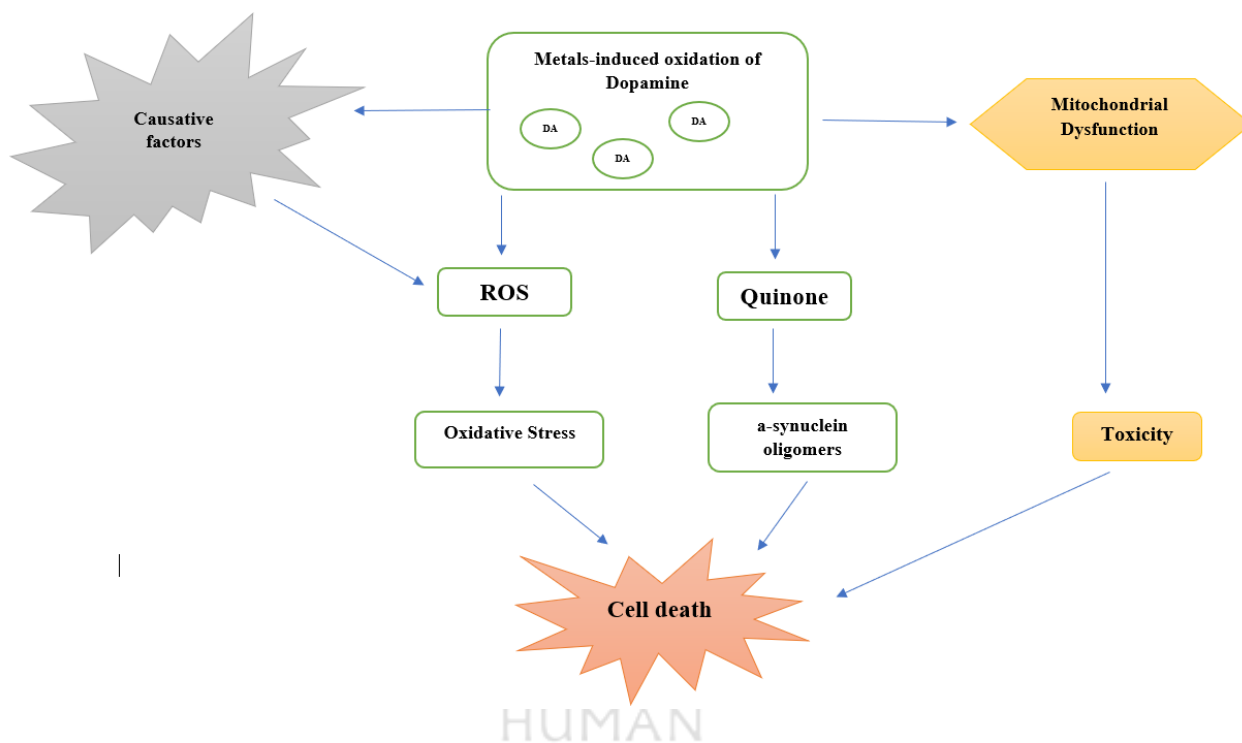 Metals-induced oxidation of
Dopamine
DA
DA
DA
Causative
factors
Mitochondrial
Dysfunction
ROS
Quinone
Oxidative Stress
a-synuclein
oligomers
Toxicity
Cell death
HUMAN